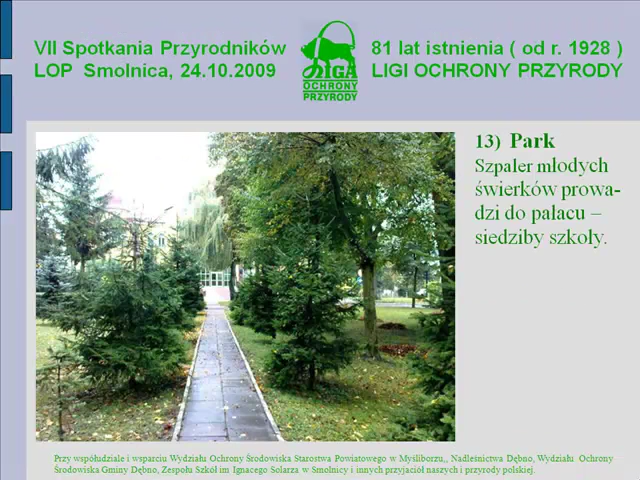 VII Spotkania Przyrodników
LOP Smolnica, 24.10.2009
LIGA
OCHRONY
PRZYRODY
81 lat istnienia ( od r. 1928 )
LIGI OCHRONY PRZYRODY
13) Park
Szpaler młodych
świerków prowa-
dzi do pałacu –
siedziby szkoły.
Przy współudziale i wsparciu Wydziału Ochrony Środowiska Starostwa Powiatowego w Myśliborzu,, Nadleśnictwa Dębno, Wydziału Ochrony
Środowiska Gminy Dębno, Zespołu Szkół im Ignacego Solarza w Smolnicy i innych przyjaciół naszych i przyrody polskiej.